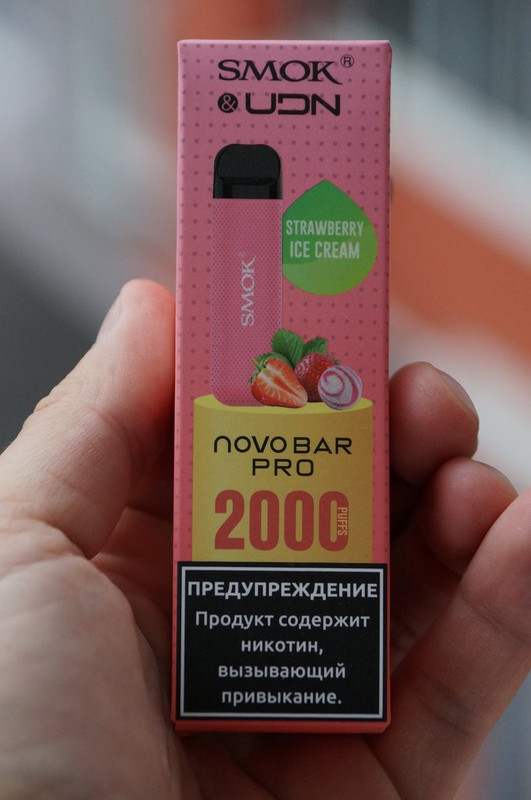 SMOK®
& UDN
STRAWBERRY
ICE CREAM
SMOK®
NOVO BAR
PRO
2000 PUFFS
ПРЕДУПРЕЖДЕНИЕ
Продукт содержит
никотин,
вызывающий
привыкание.